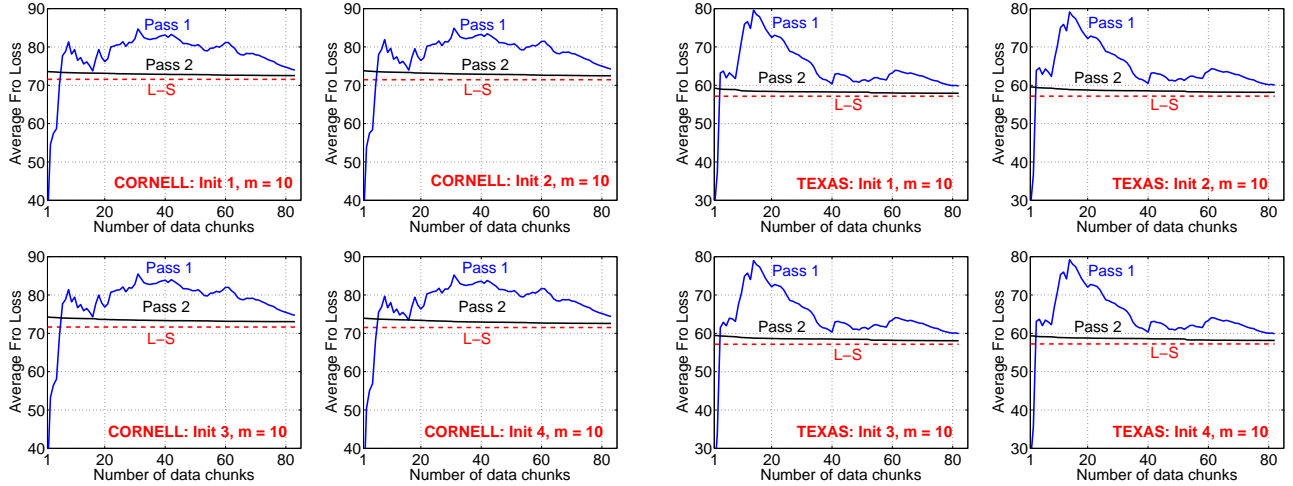 90
80
70
60
50
40
Average Fro Loss
Pass 1
Pass 2
L−S
CORNELL: Init 1, m = 10
1 20 40 60 80
Number of data chunks
90
80
70
60
50
40
Average Fro Loss
Pass 1
Pass 2
L−S
CORNELL: Init 2, m = 10
1 20 40 60 80
Number of data chunks
80
70
60
50
40
30
Average Fro Loss
Pass 1
Pass 2
L−S
TEXAS: Init 1, m = 10
1 20 40 60 80
Number of data chunks
80
70
60
50
40
30
Average Fro Loss
Pass 1
Pass 2
L−S
TEXAS: Init 2, m = 10
1 20 40 60 80
Number of data chunks
90
80
70
60
50
40
Average Fro Loss
Pass 1
Pass 2
L−S
CORNELL: Init 3, m = 10
1 20 40 60 80
Number of data chunks
90
80
70
60
50
40
Average Fro Loss
Pass 1
Pass 2
L−S
CORNELL: Init 4, m = 10
1 20 40 60 80
Number of data chunks
80
70
60
50
40
30
Average Fro Loss
Pass 1
Pass 2
L−S
TEXAS: Init 3, m = 10
1 20 40 60 80
Number of data chunks
80
70
60
50
40
30
Average Fro Loss
Pass 1
Pass 2
L−S
TEXAS: Init 4, m = 10
1 20 40 60 80
Number of data chunks